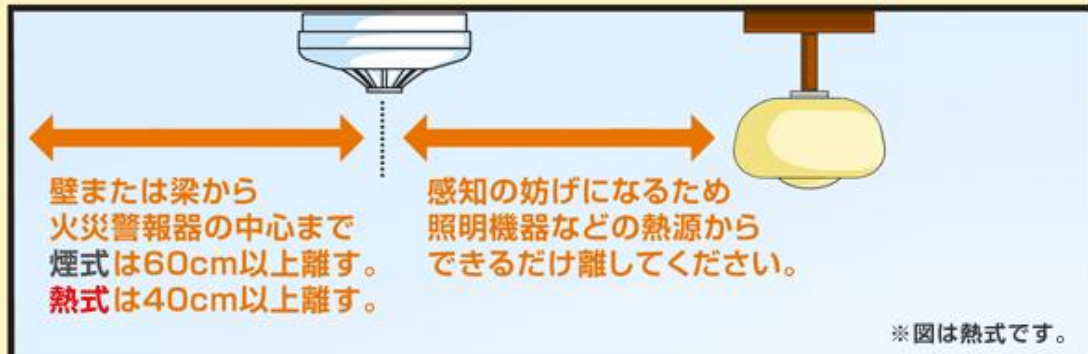 壁または梁から
火災警報器の中心まで
煙式は60cm以上離す。
熱式は40cm以上離す。
感知の妨げになるため
照明機器などの熱源から
できるだけ離してください。
※図は熱式です。